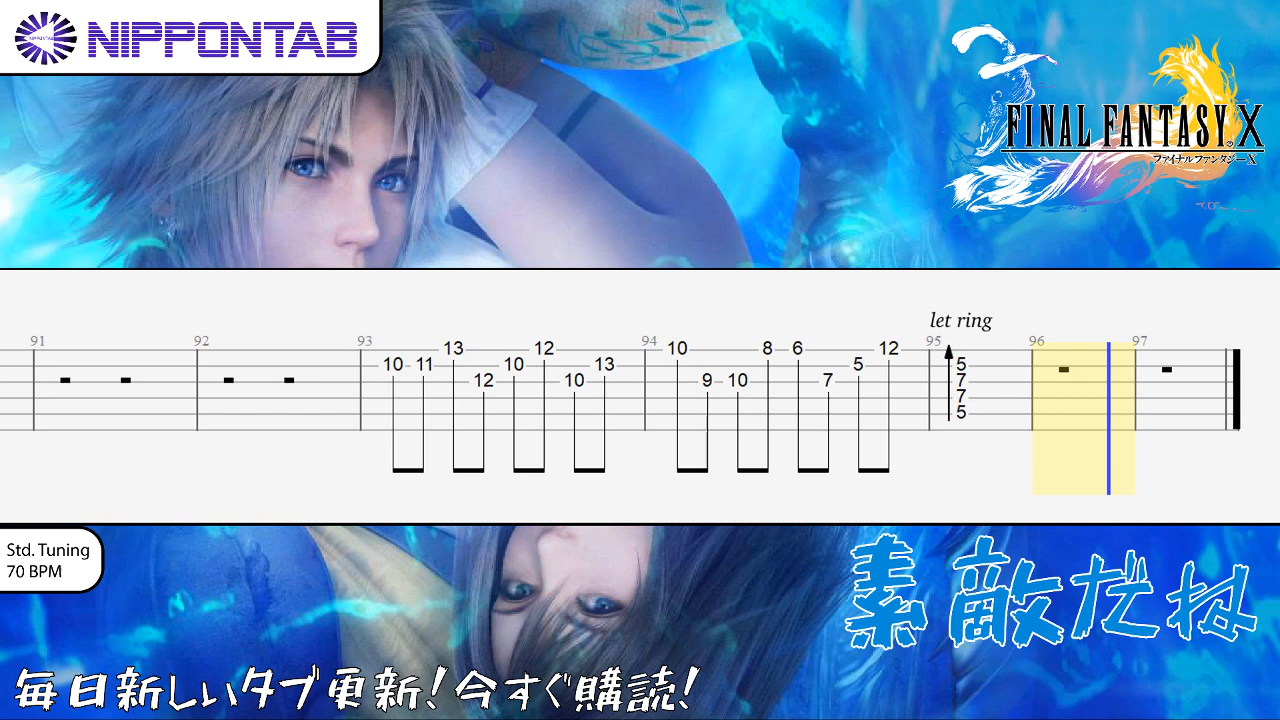 NIPPONTAB
FINAL FANTASY X
ファイナルファンタジーX
let ring
91 92 93 94 95 96 97
13 12 10 8 6 12
10 11 10 13 5 5
12 10 9 10 7 7
7
5
Std. Tuning
70 BPM
素敵だね
毎日新しいタブ更新!今すぐ購読!